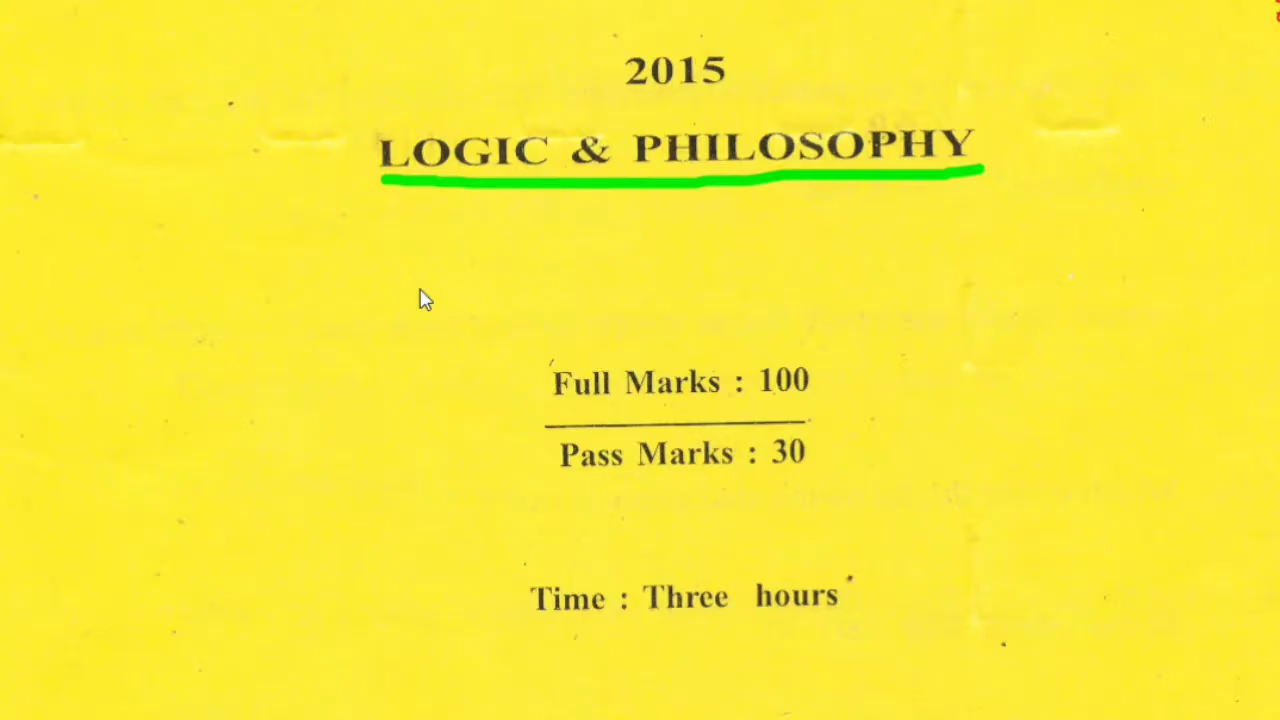 2015
LOGIC & PHILOSOPHY
Full Marks : 100
Pass Marks : 30
Time : Three hours